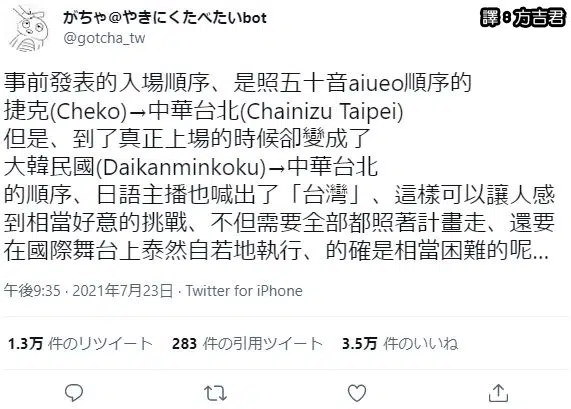 がちゃ@やきにくたべたいbot
@gotcha_tw
譯8方吉君
事前發表的入場順序、是照五十音aiueo順序的
捷克(Cheko)→中華台北(Chainizu Taipei)
但是、到了真正上場的時候卻變成了
大韓民國(Daikanminkoku)→中華台北
的順序、日語主播也喊出了「台灣」、這樣可以讓人感
到相當好意的挑戰、不但需要全部都照著計畫走、還要
在國際舞台上泰然自若地執行、的確是相當困難的呢...
午後9:35 · 2021年7月23日 · Twitter for iPhone
1.3万 件のリツイート 283 件の引用ツイート 3.5万 件のいいね